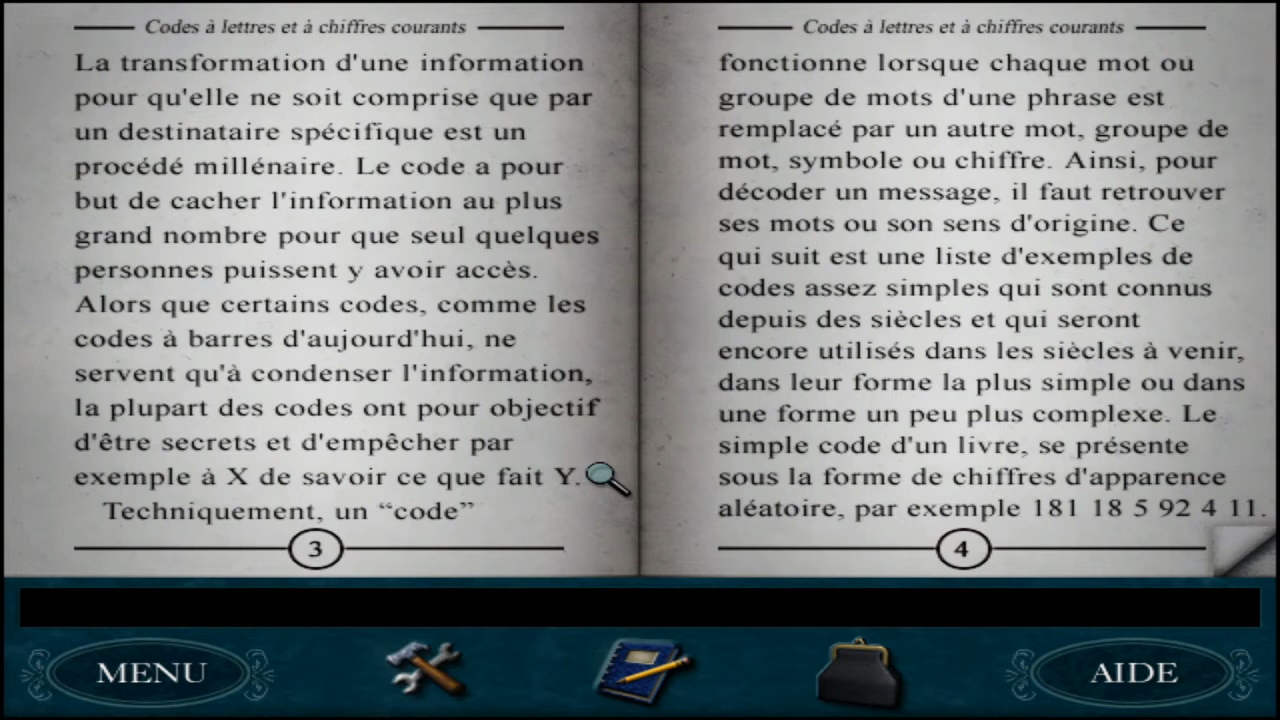 Codes à lettres et à chiffres courants
La transformation d'une information
pour qu'elle ne soit comprise que par
un destinataire spécifique est un
procédé millénaire. Le code a pour
but de cacher l'information au plus
grand nombre pour que seul quelques
personnes puissent y avoir accès.
Alors que certains codes, comme les
codes à barres d'aujourd'hui, ne
servent qu'à condenser l'information,
la plupart des codes ont pour objectif
d'être secrets et d'empêcher par
exemple à X de savoir ce que fait Y.
Techniquement, un “code”
3
Codes à lettres et à chiffres courants
fonctionne lorsque chaque mot ou
groupe de mots d'une phrase est
remplacé par un autre mot, groupe de
mot, symbole ou chiffre. Ainsi, pour
décoder un message, il faut retrouver
ses mots ou son sens d'origine. Ce
qui suit est une liste d'exemples de
codes assez simples qui sont connus
depuis des siècles et qui seront
encore utilisés dans les siècles à venir,
dans leur forme la plus simple ou dans
une forme un peu plus complexe. Le
simple code d'un livre, se présente
sous la forme de chiffres d'apparence
aléatoire, par exemple 181 18 5 92 4 11.
4
MENU
AIDE